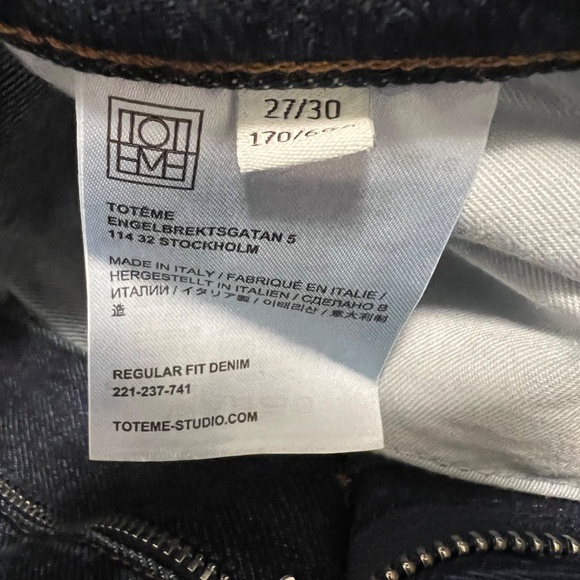 27/30
TOTÊME
ENGELBREKTSGATAN 5
114 32 STOCKHOLM
MADE IN ITALY / FABRIQUÉ EN ITALIE /
HERGESTELLT IN ITALIEN / СДЕЛАНО В
ИТАЛИИ / イタリア製 / 이태리산 / 意大利制
造
REGULAR FIT DENIM
221-237-741
TOTEME-STUDIO.COM